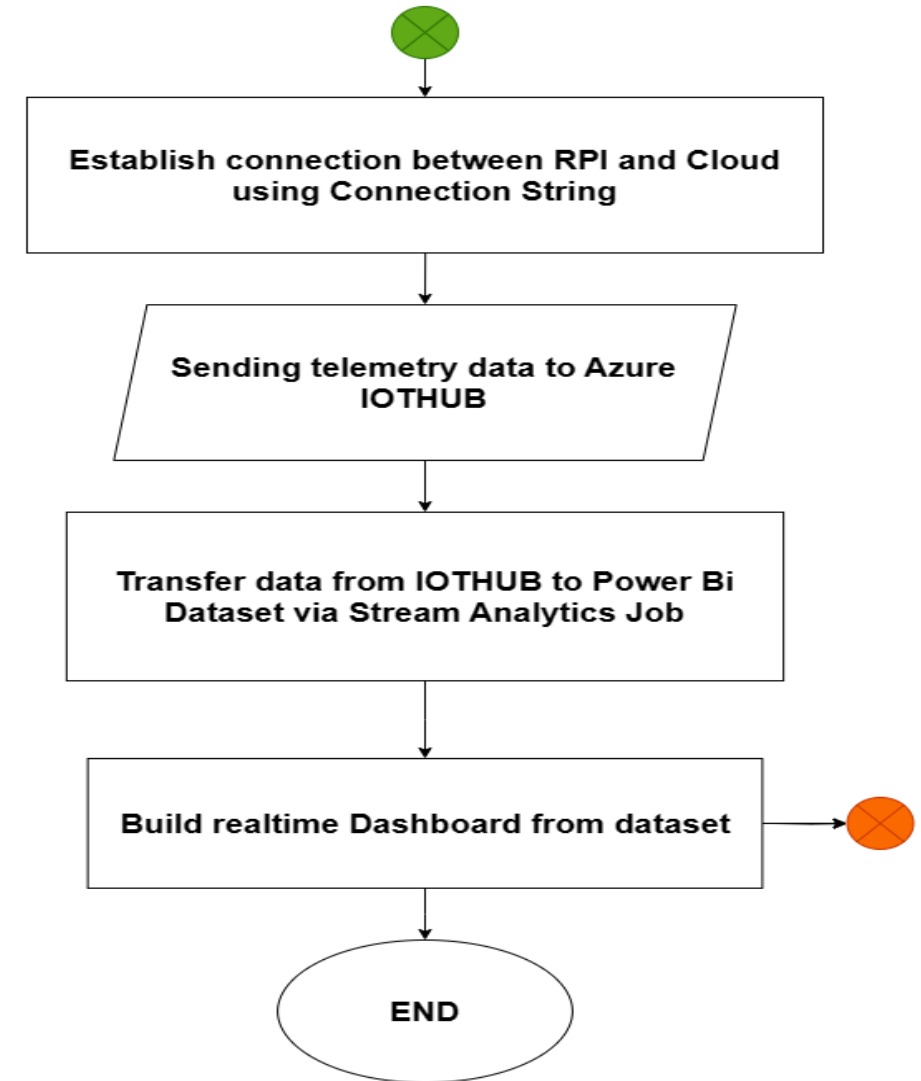 Establish connection between RPI and Cloud
using Connection String
Sending telemetry data to Azure
IOTHUB
Transfer data from IOTHUB to Power Bi
Dataset via Stream Analytics Job
Build realtime Dashboard from dataset
END